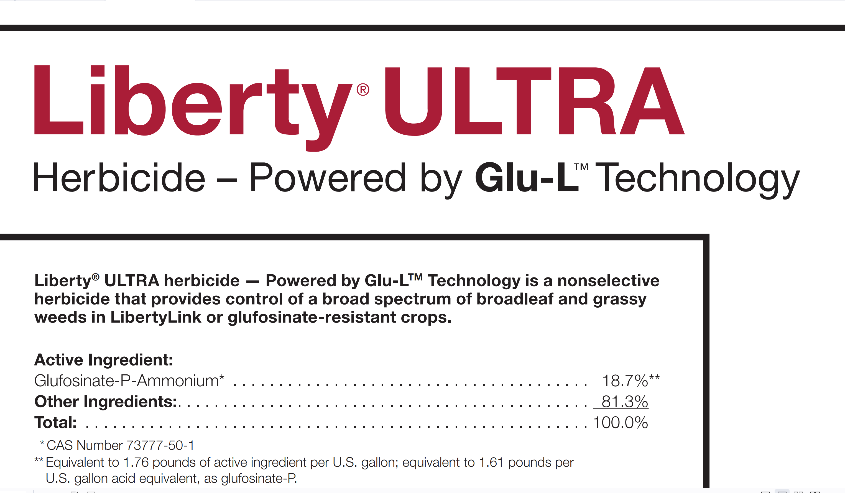 Liberty® ULTRA
Herbicide – Powered by Glu-L™ Technology
Liberty® ULTRA herbicide — Powered by Glu-L™ Technology is a nonselective
herbicide that provides control of a broad spectrum of broadleaf and grassy
weeds in LibertyLink or glufosinate-resistant crops.
Active Ingredient:
Glufosinate-P-Ammonium* . . . . . . . . . . . . . . . . . . . . . . . . . . . . . . . . . . . . . . . 18.7%**
Other Ingredients:. . . . . . . . . . . . . . . . . . . . . . . . . . . . . . . . . . . . . . . . . . . . . 81.3%
Total: . . . . . . . . . . . . . . . . . . . . . . . . . . . . . . . . . . . . . . . . . . . . . . . . . . . . . . . 100.0%
* CAS Number 73777-50-1
** Equivalent to 1.76 pounds of active ingredient per U.S. gallon; equivalent to 1.61 pounds per
U.S. gallon acid equivalent, as glufosinate-P.